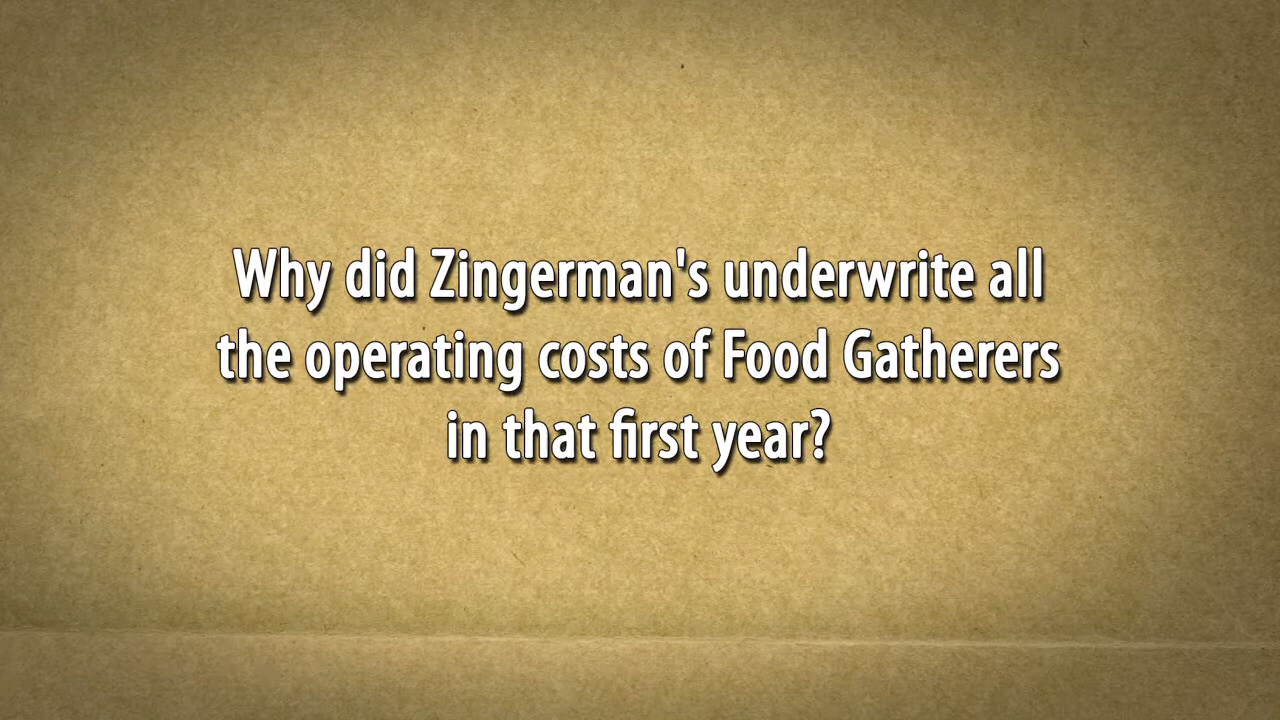 Why did Zingerman's underwrite all
the operating costs of Food Gatherers
in that first year?